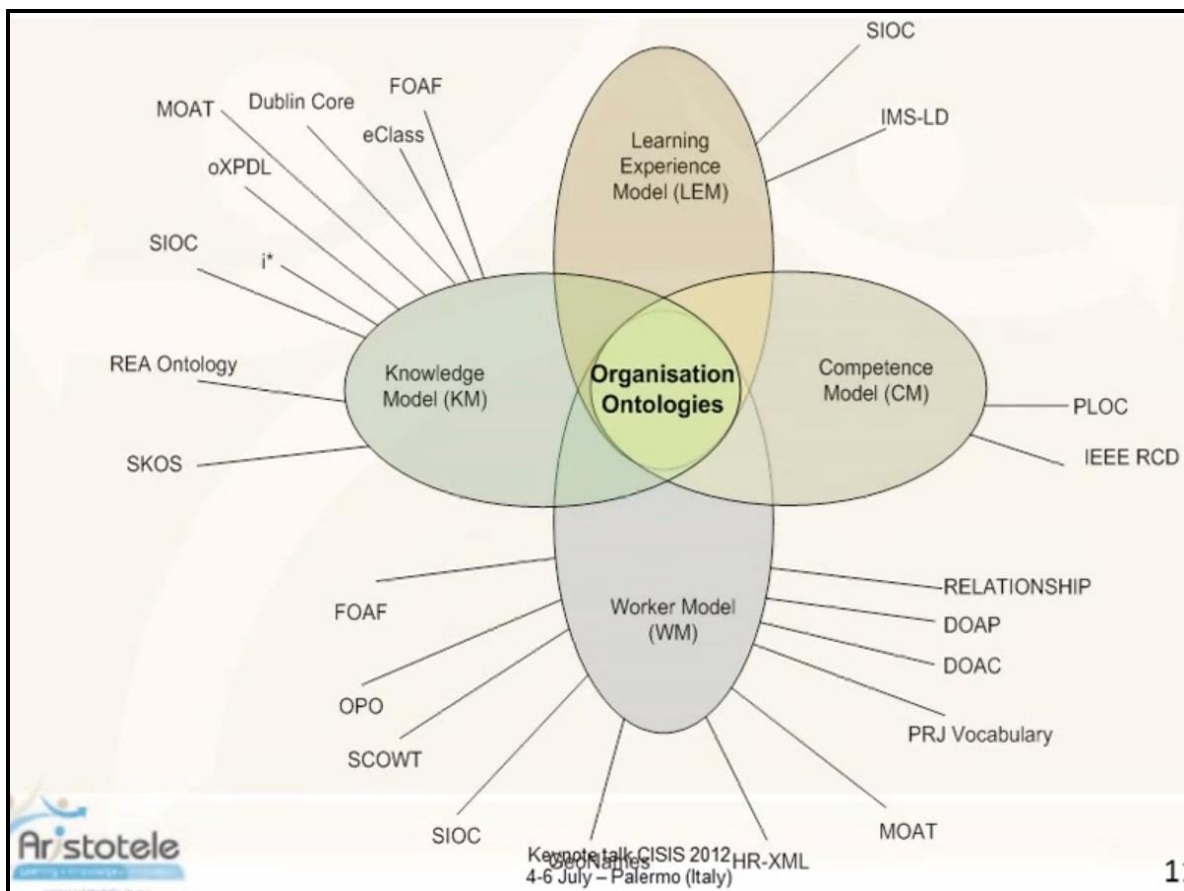 SIOC
FOAF
Dublin Core
MOAT
IMS-LD
eClass
Learning
Experience
Model (LEM)
oXPDL
SIOC
i*
REA Ontology
Knowledge
Model (KM)
Organisation
Ontologies
Competence
Model (CM)
PLOC
SKOS
IEEE RCD
RELATIONSHIP
FOAF
Worker Model
(WM)
DOAP
DOAC
OPO
PRJ Vocabulary
SCOWT
SIOC
MOAT
GeoNames
HR-XML
Keynote talk CISIS 2012
4-6 July – Palermo (Italy)
Aristotele